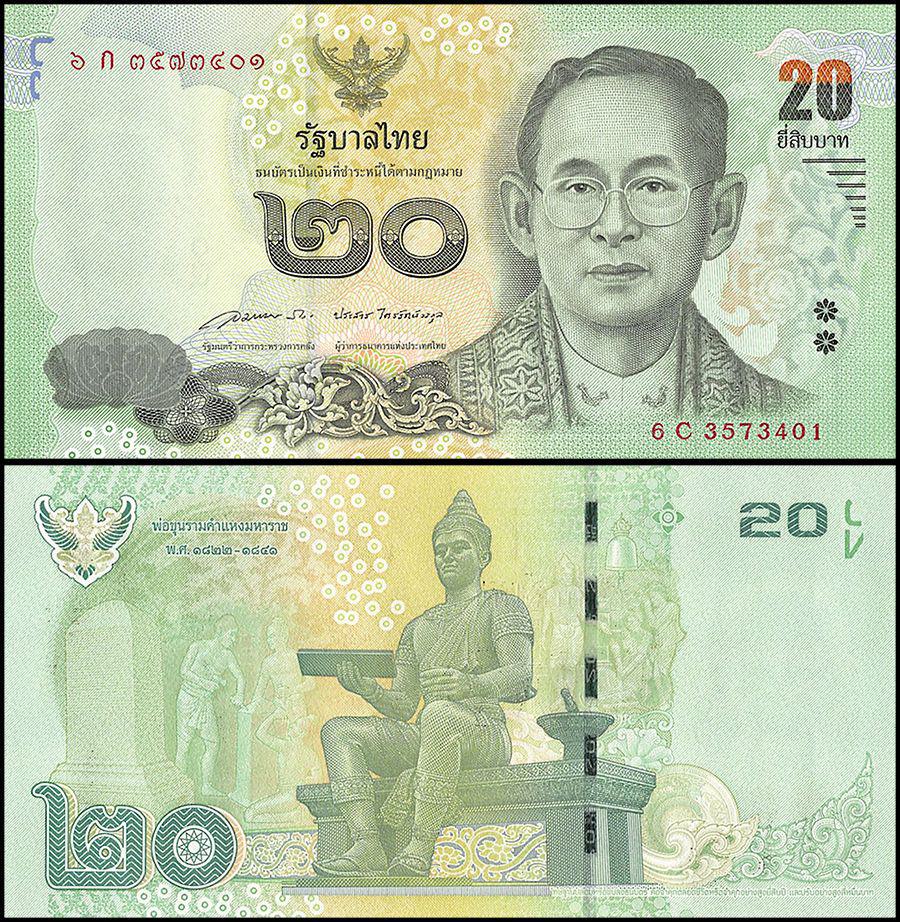 ๖ ก ๓๕๗๓๔๐๑
รัฐบาลไทย
ธนบัตรเป็นเงินที่ชำระหนี้ได้ตามกฎหมาย
๒๐
20
ยี่สิบบาท
รัฐมนตรีว่าการกระทรวงการคลัง
ผู้ว่าการธนาคารแห่งประเทศไทย
6 C 3573401
พ่อขุนรามคำแหงมหาราช
พ.ศ. ๑๘๒๒ - ๑๘๔๑
20
๒๐